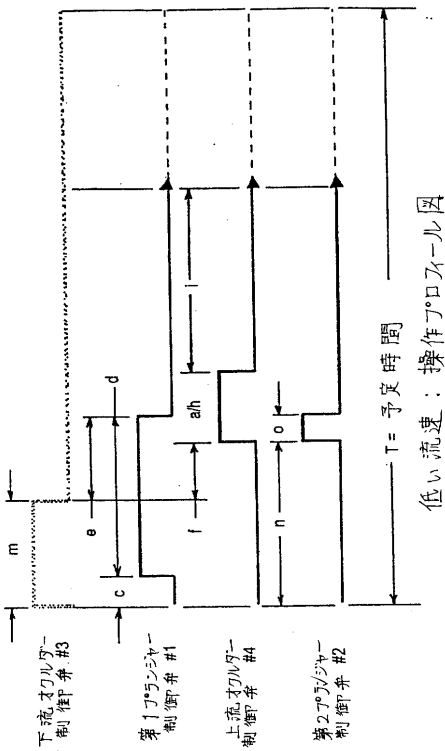 下流オクルダー
制御弁 #3
第1プランジャー
制御弁 #1
上流オクルダー
制御弁 #4
第2プランジャー
制御弁 #2
m
e
d
c
f
a/h
i
n
o
T= 予定時間
低い流速: 操作プロフィール図